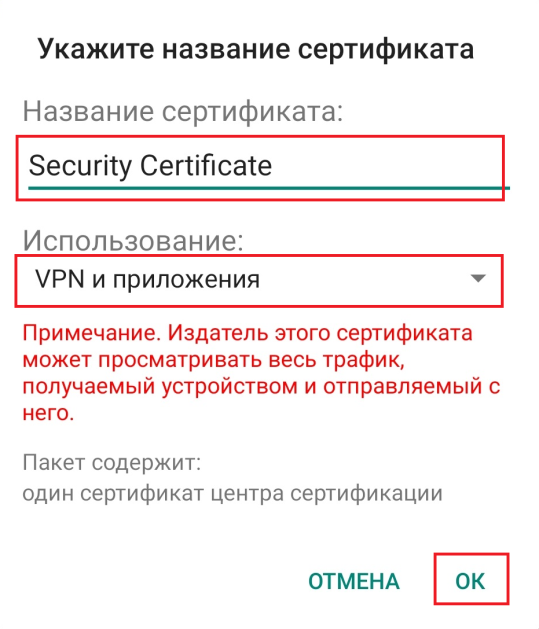 Укажите название сертификата
Название сертификата:
Security Certificate
Использование:
VPN и приложения
Примечание. Издатель этого сертификата
может просматривать весь трафик,
получаемый устройством и отправляемый с
него.
Пакет содержит:
один сертификат центра сертификации
ОТМЕНА
ОК